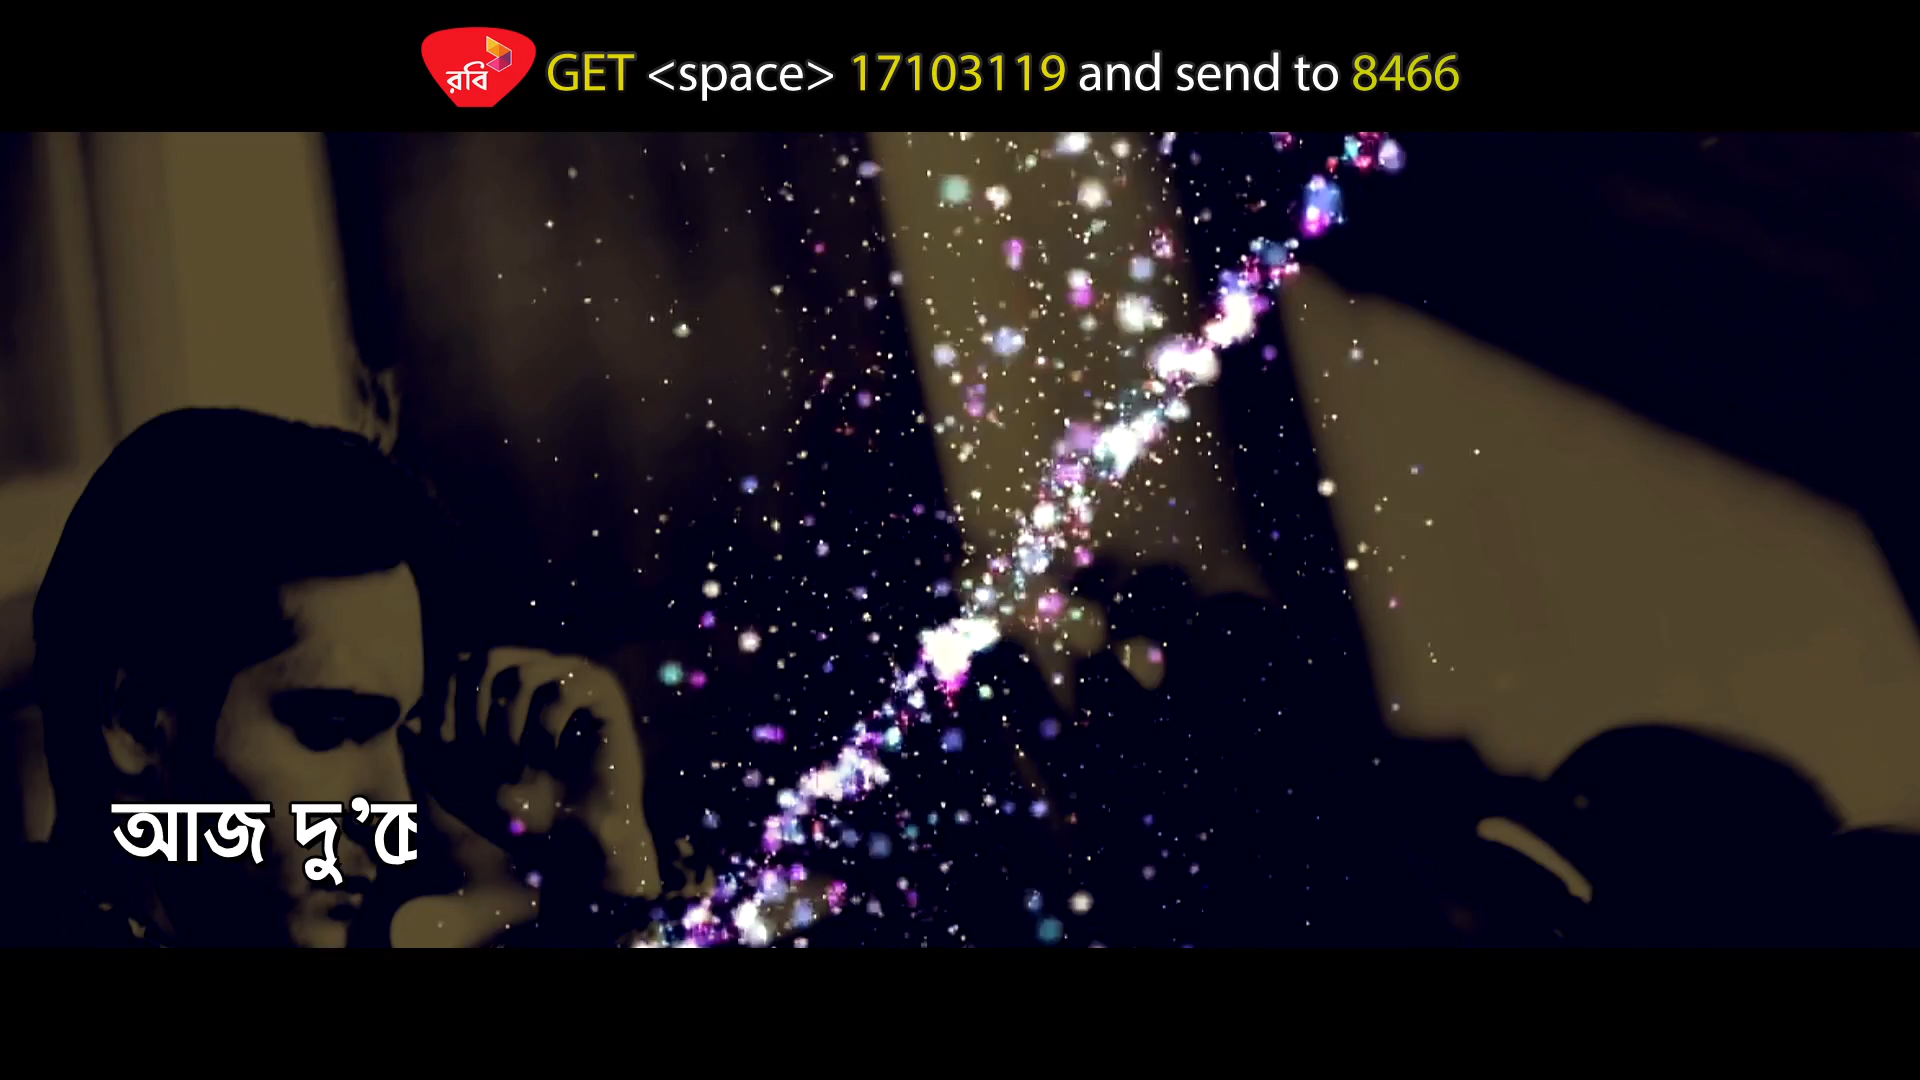 রবি GET <space> 17103119 and send to 8466
আজ দু’